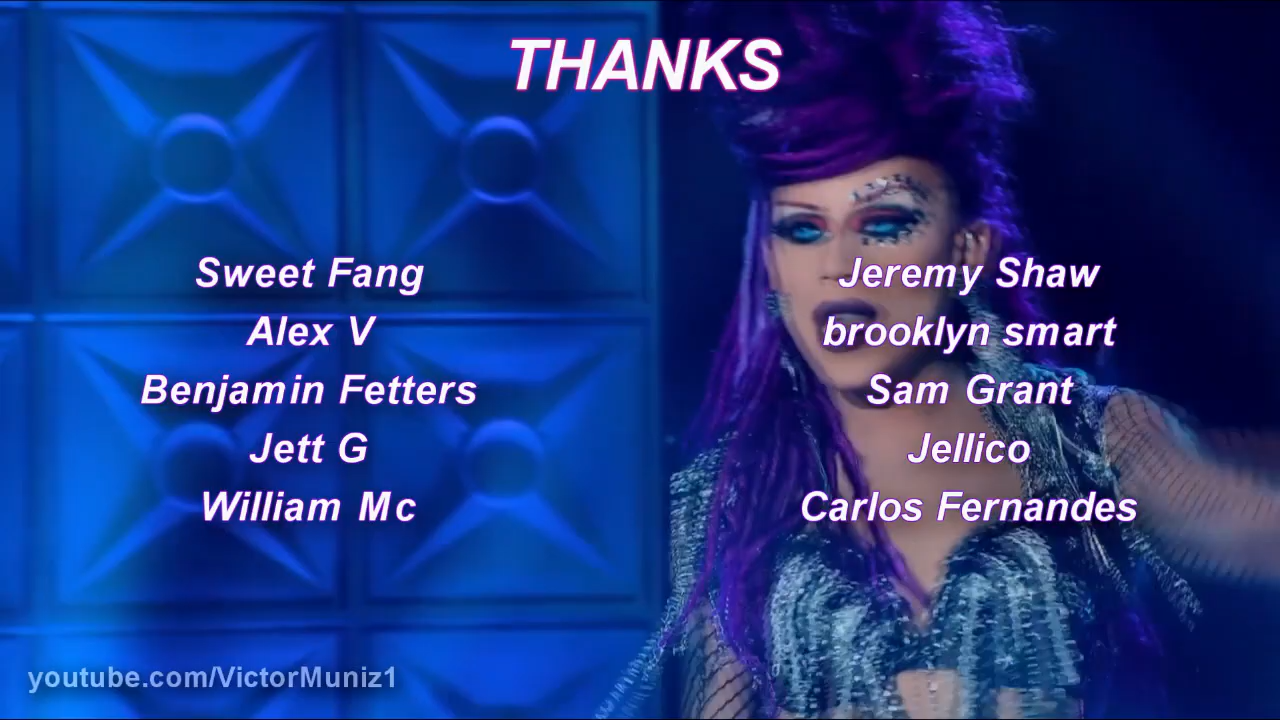 THANKS
Sweet Fang
Alex V
Benjamin Fetters
Jett G
William Mc
Jeremy Shaw
brooklyn smart
Sam Grant
Jellico
Carlos Fernandes
youtube.com/VictorMuniz1